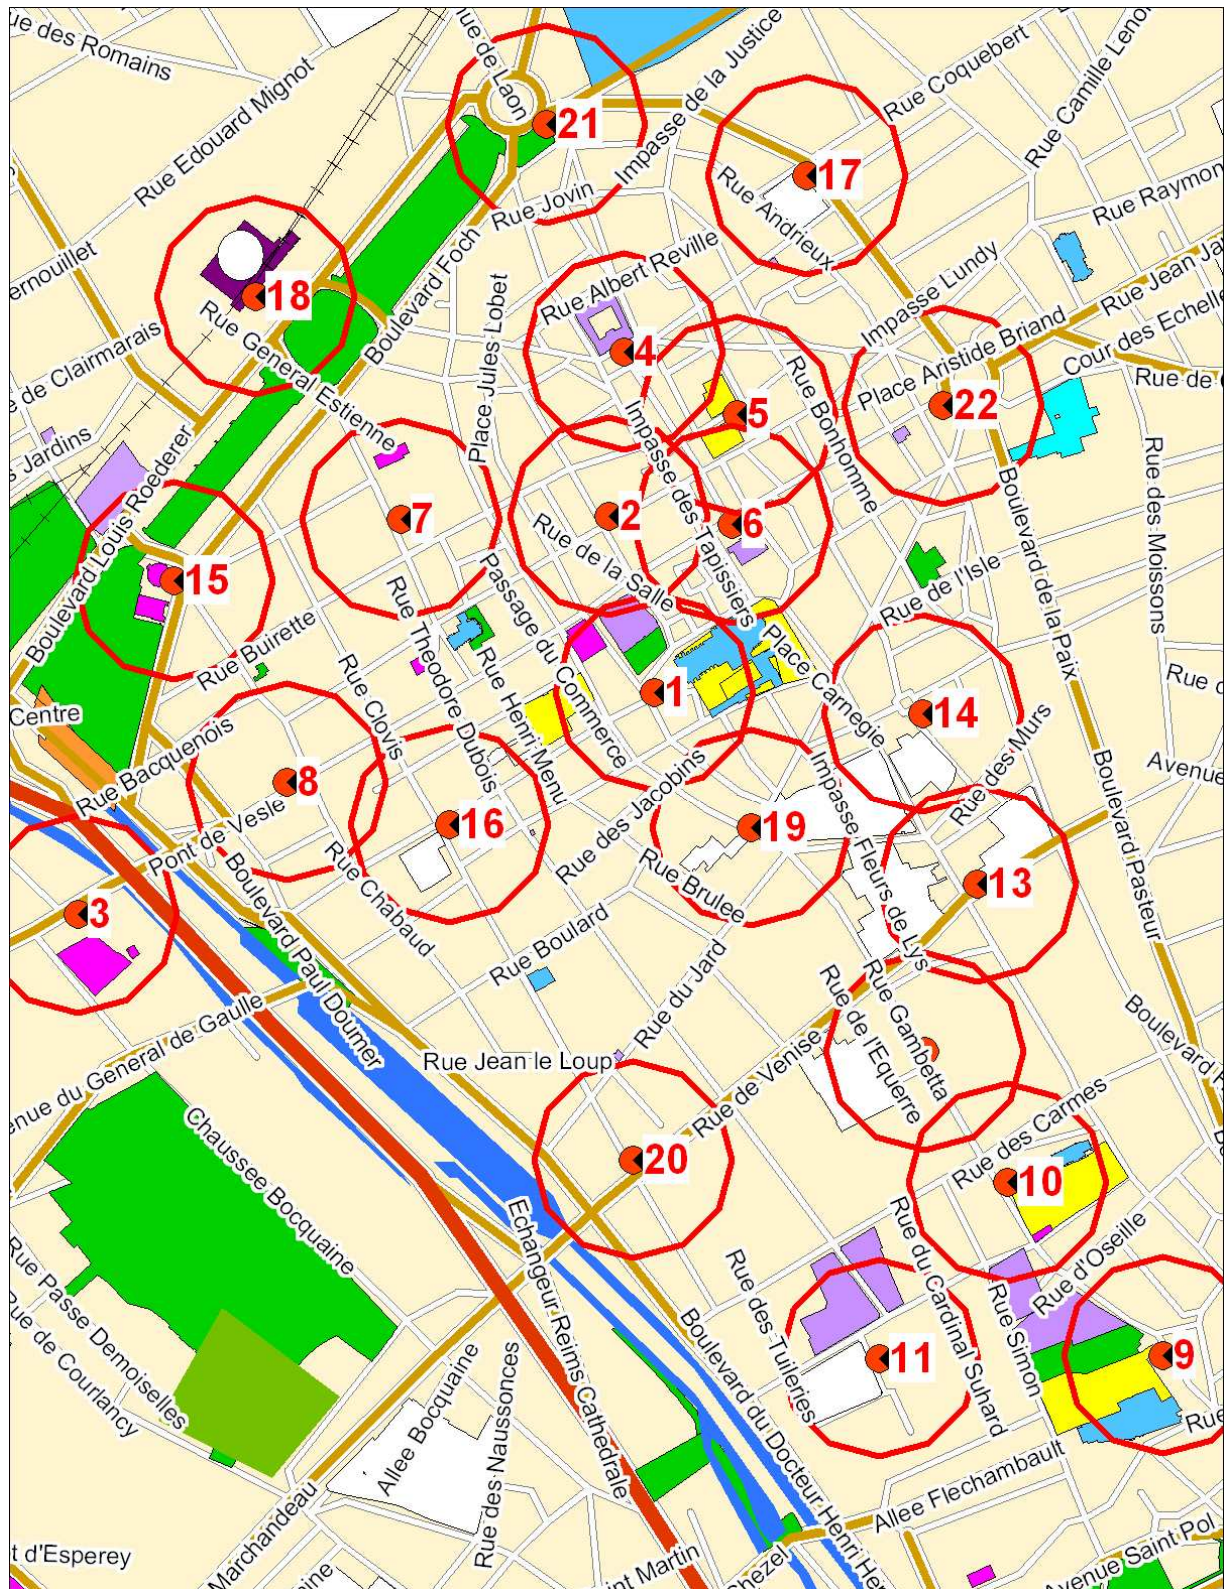 ue des Romains
Rue de Laon
Rue Edouard Mignot
Impasse de la Justice
Rue Coquebert
Rue Camille Leno
21
17
Rue Jovin
Rue Andrieux
Rue Raymon
ernouillet
18
Boulevard Foch
Rue Albert Reville
Impasse Lundy
Rue Jean Ja
Rue General Estienne
Place Jules Lobet
4
Place Aristide Briand
Cour des Echelle
e de Clairmarais
Rue de
5
Rue Bonhomme
22
s Jardins
Boulevard Louis Roederer
7
2
6
Impasse des Tapissiers
Rue de la Salle
Boulevard de la Paix
Rue des Moissons
15
Rue Theodore Dubois
Passage du Commerce
Rue de l'Isle
Rue Buirette
Rue Clovis
Rue Henri Menu
1
Place Carnegie
14
Rue des Murs
Rue c
Centre
Rue Bacquenois
8
Pont de Vesle
16
Rue des Jacobins
19
Impasse Fleurs de Lys
Boulevard Pasteur
Avenue
Rue Chabaud
Rue Brulee
13
3
Boulevard Paul Doumer
Rue Boulard
Rue du Jard
Rue de l'Equerre
Rue Gambetta
Boulevard
enue du General de Gaulle
Rue Jean le Loup
Rue de Venise
Chaussee Bocquaine
20
Rue des Carmes
10
Rue Passe Demoiselles
Rue de Courlancy
Echangeur Reims Cathedrale
Rue des Tuileries
Rue du Cardinal Suhard
Rue d'Oseille
Rue Simon
11
9
Boulevard du Docteur Henri Hen
Allee Bocquaine
Rue des Naussonces
Rue
Allee Flechambault
Marchandeau
t d'Esperey
int Martin
Chezel
Avenue Saint Pol